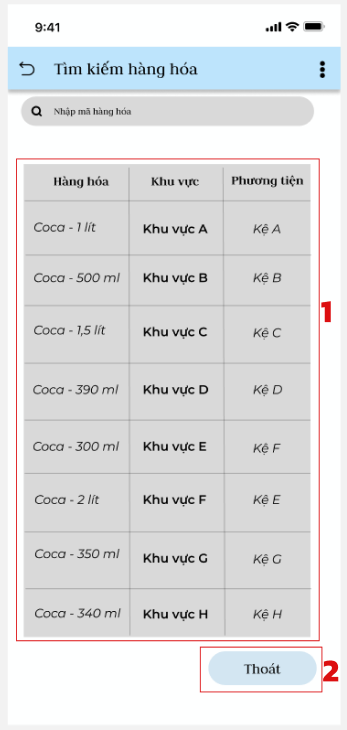 9:41
Tìm kiếm hàng hóa
Nhập mã hàng hóa
Hàng hóa Khu vực Phương tiện
Coca - 1 lít Khu vực A Kệ A
Coca - 500 ml Khu vực B Kệ B
1
Coca - 1,5 lít Khu vực C Kệ C
Coca - 390 ml Khu vực D Kệ D
Coca - 300 ml Khu vực E Kệ F
Coca - 2 lít Khu vực F Kệ E
Coca - 350 ml Khu vực G Kệ G
Coca - 340 ml Khu vực H Kệ H
Thoát 2